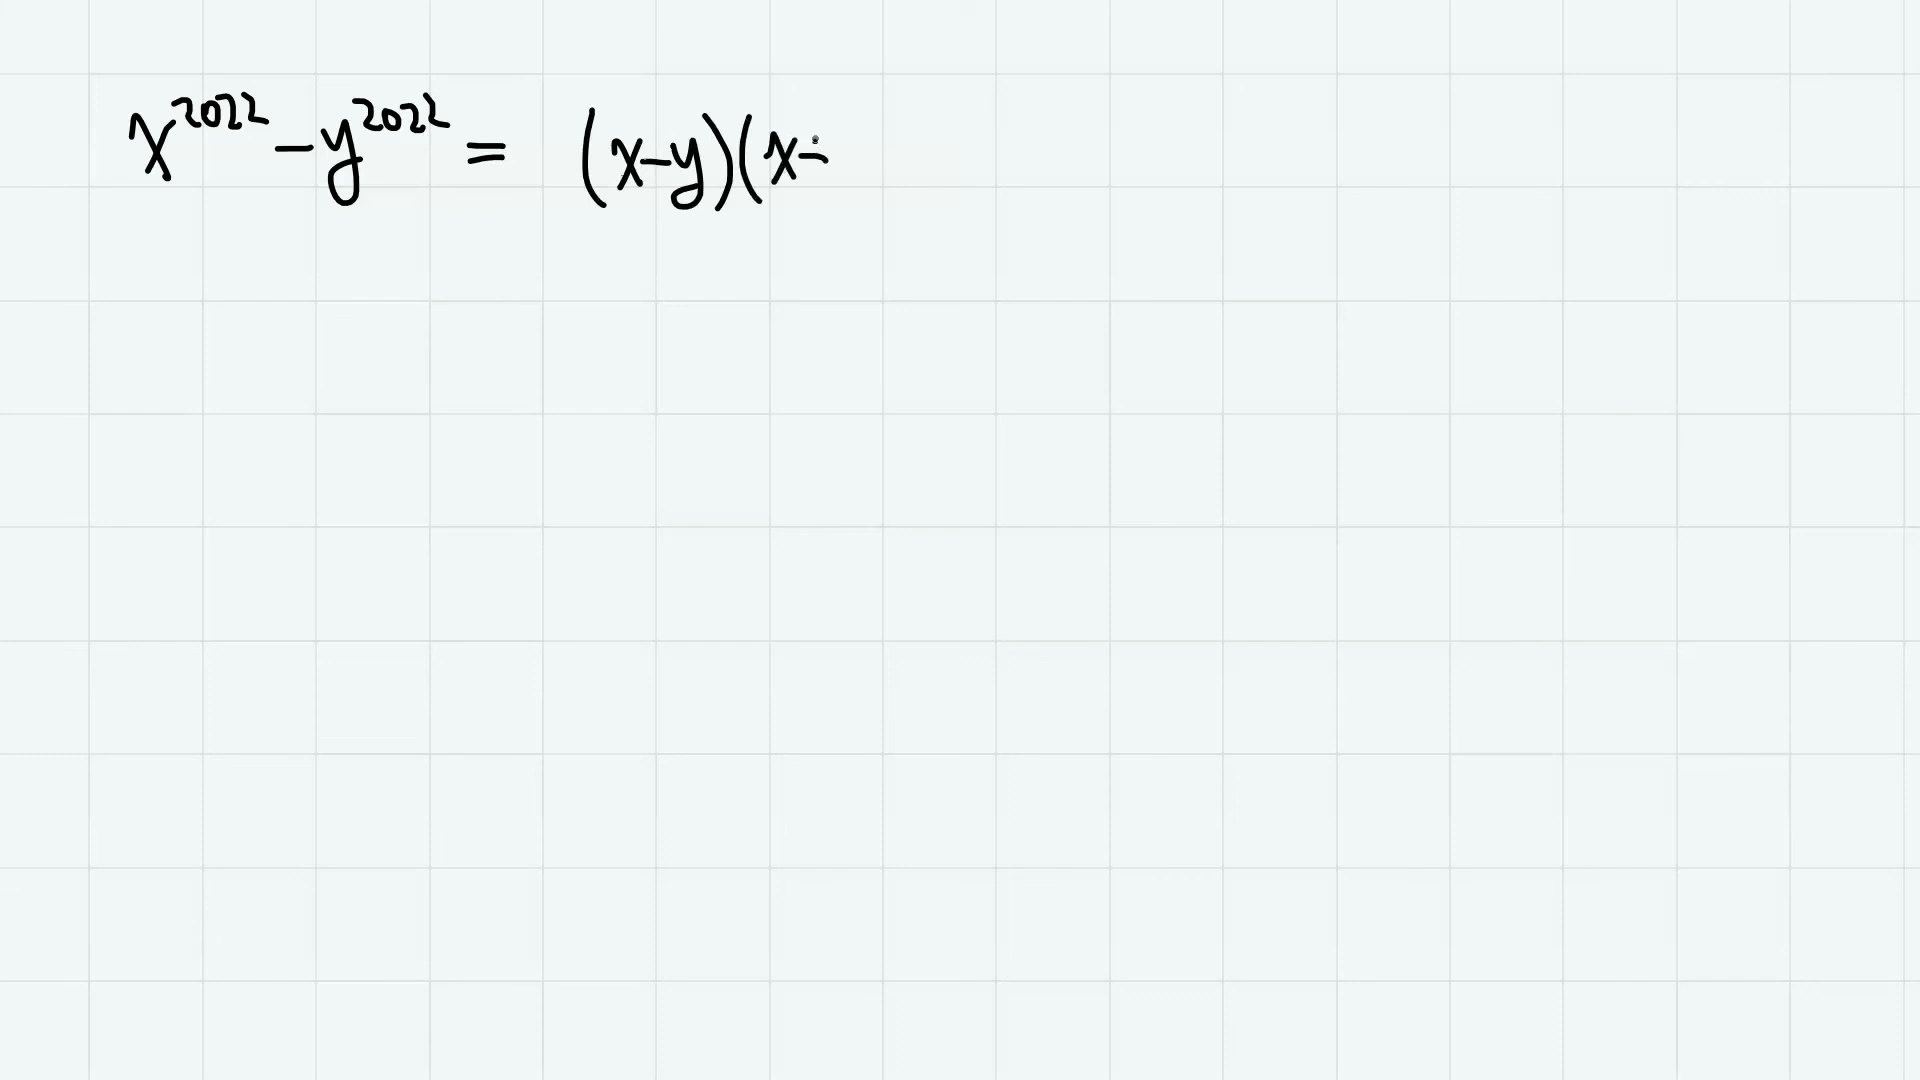 x^2022 - y^2022 = (x-y)(x-